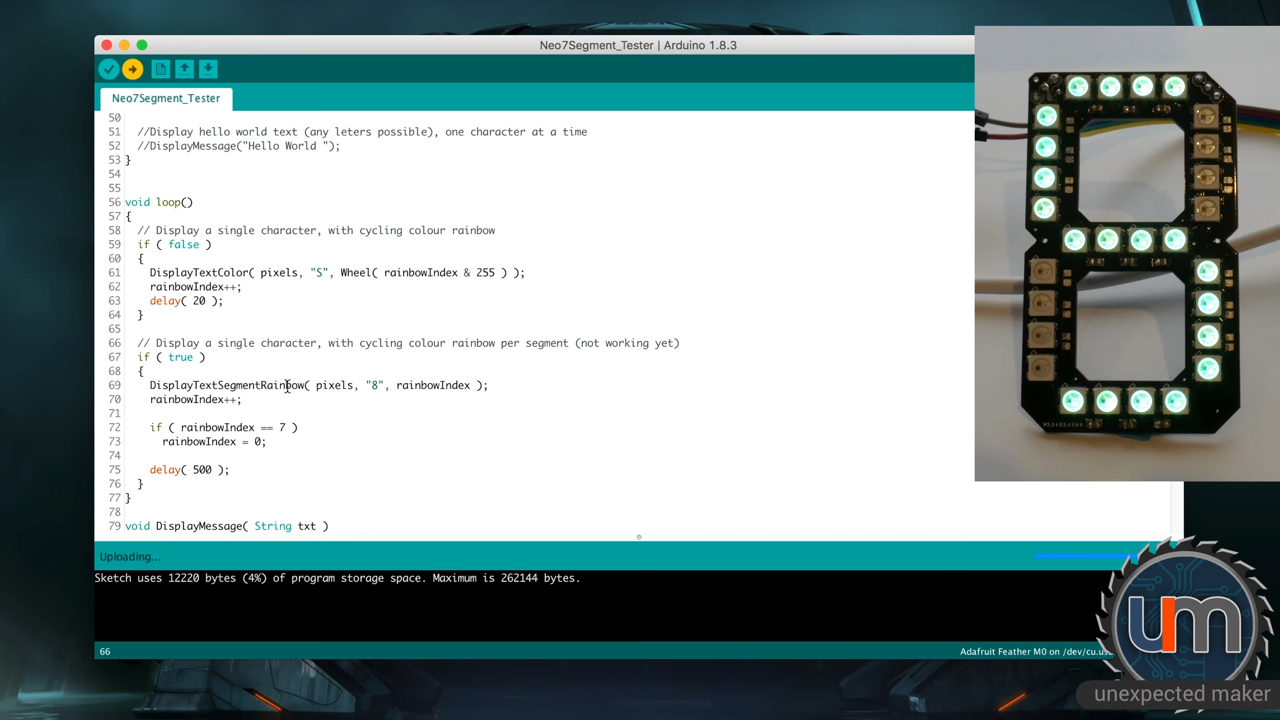 Neo7Segment_Tester | Arduino 1.8.3
Neo7Segment_Tester
50
51 //Display hello world text (any leters possible), one character at a time
52 //DisplayMessage("Hello World ");
53 }
54
55
56 void loop()
57 {
58 // Display a single character, with cycling colour rainbow
59 if ( false )
60 {
61 DisplayTextColor( pixels, "S", Wheel( rainbowIndex & 255 ) );
62 rainbowIndex++;
63 delay( 20 );
64 }
65
66 // Display a single character, with cycling colour rainbow per segment (not working yet)
67 if ( true )
68 {
69 DisplayTextSegmentRainbow( pixels, "8", rainbowIndex );
70 rainbowIndex++;
71
72 if ( rainbowIndex == 7 )
73 rainbowIndex = 0;
74
75 delay( 500 );
76 }
77 }
78
79 void DisplayMessage( String txt )
Uploading...
Sketch uses 12220 bytes (4%) of program storage space. Maximum is 262144 bytes.
66
Adafruit Feather M0 on /dev/cu.us
um
unexpected maker